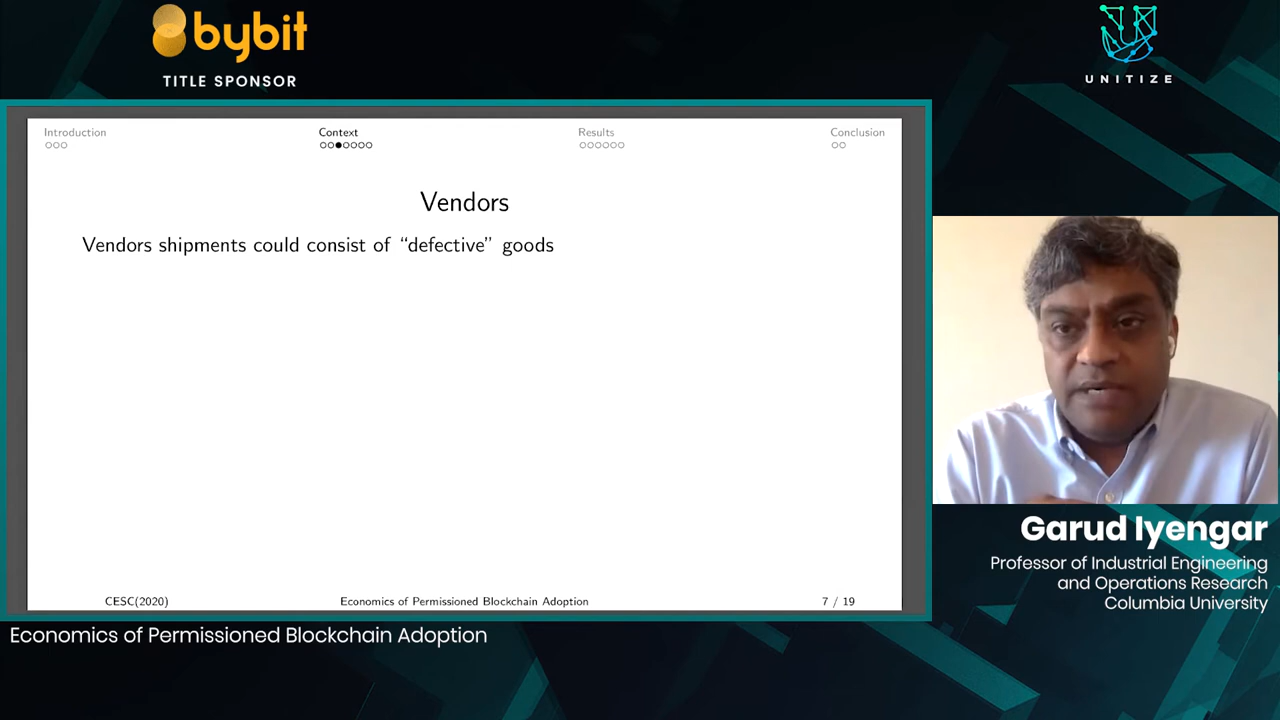 bybit
TITLE SPONSOR
UNITIZE
Introduction
Context
Results
Conclusion
Vendors
Vendors shipments could consist of “defective” goods
CESC(2020)
Economics of Permissioned Blockchain Adoption
7 / 19
Garud Iyengar
Professor of Industrial Engineering
and Operations Research
Columbia University
Economics of Permissioned Blockchain Adoption